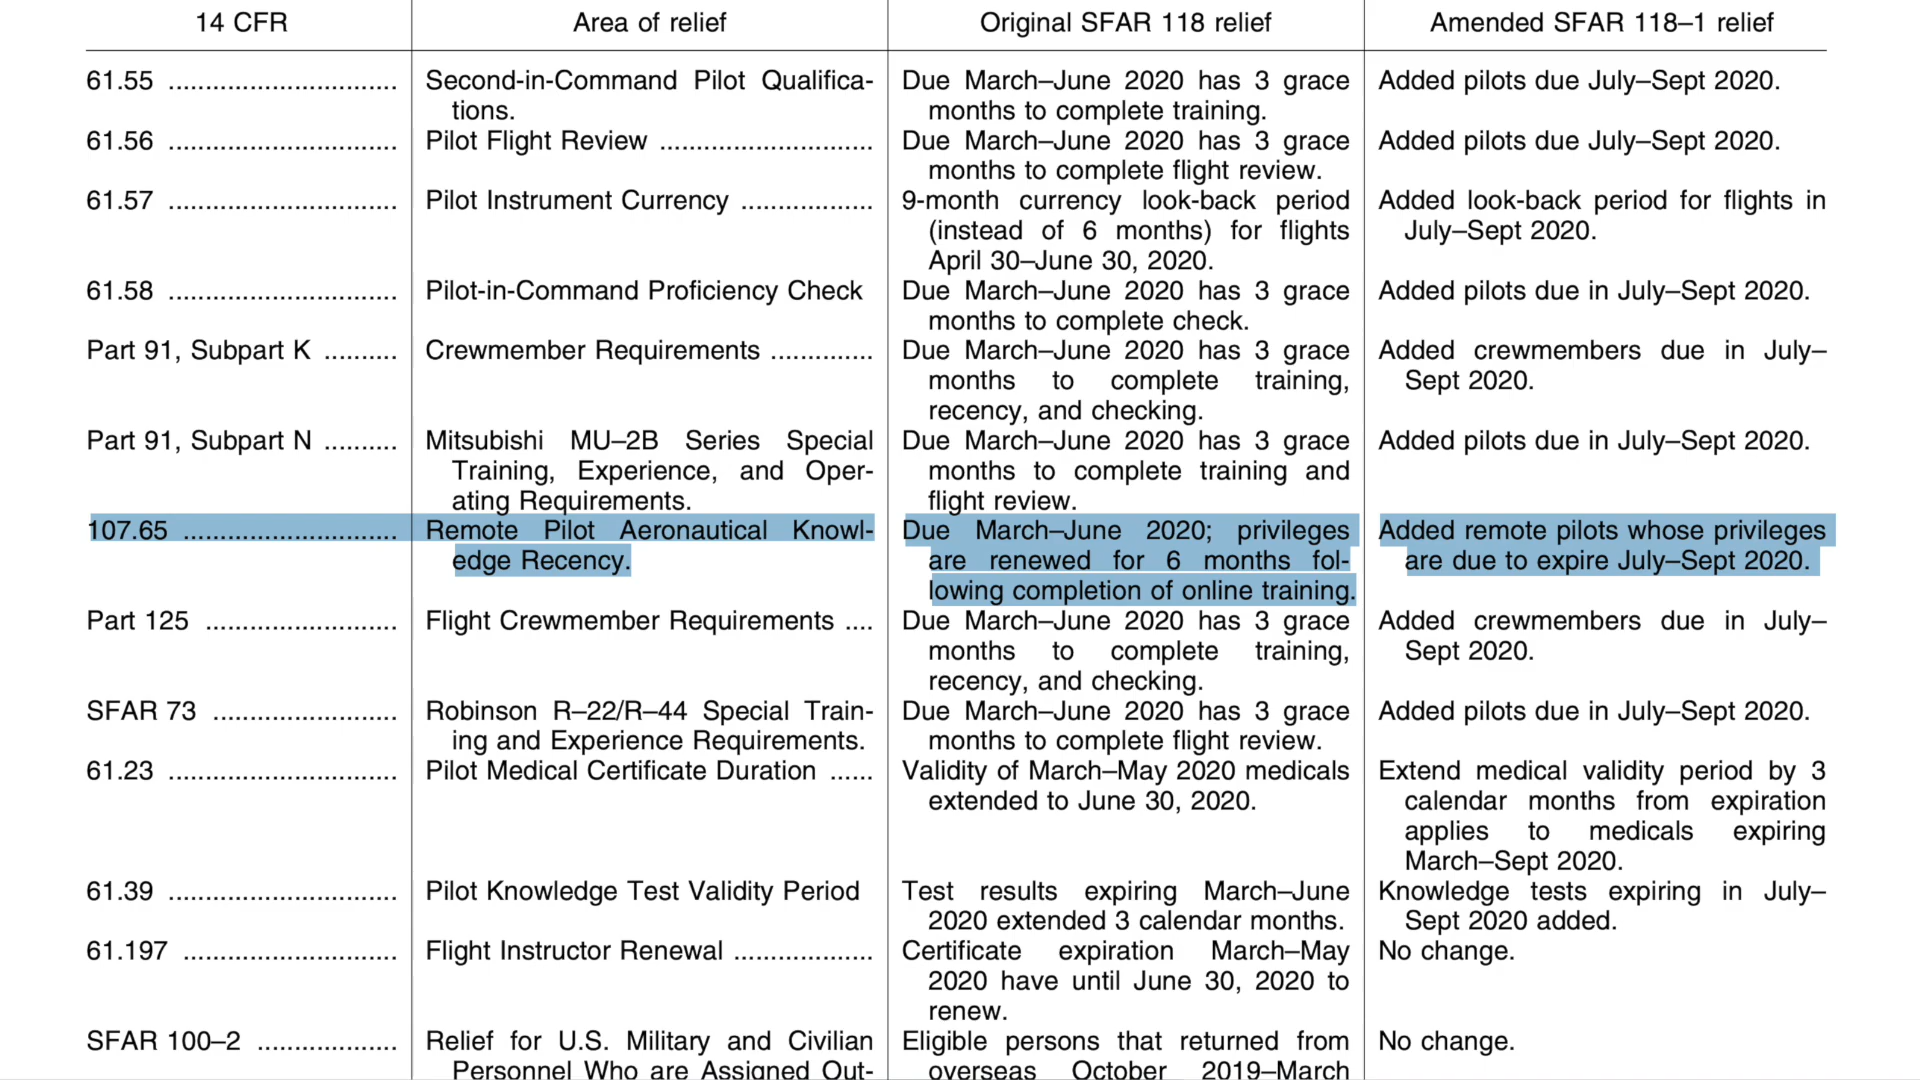 14 CFR Area of relief Original SFAR 118 relief Amended SFAR 118–1 relief
61.55 ............................... Second-in-Command Pilot Qualifica- Due March–June 2020 has 3 grace Added pilots due July–Sept 2020.
tions. months to complete training.
61.56 ............................... Pilot Flight Review ............................. Due March–June 2020 has 3 grace Added pilots due July–Sept 2020.
months to complete flight review.
61.57 ............................... Pilot Instrument Currency .................. 9-month currency look-back period Added look-back period for flights in
(instead of 6 months) for flights July–Sept 2020.
April 30–June 30, 2020.
61.58 ............................... Pilot-in-Command Proficiency Check Due March–June 2020 has 3 grace Added pilots due in July–Sept 2020.
months to complete check.
Part 91, Subpart K .......... Crewmember Requirements .............. Due March–June 2020 has 3 grace Added crewmembers due in July–
months to complete training, Sept 2020.
recency, and checking.
Part 91, Subpart N .......... Mitsubishi MU–2B Series Special Due March–June 2020 has 3 grace Added pilots due in July–Sept 2020.
Training, Experience, and Oper- months to complete training and
ating Requirements. flight review.
107.65 ............................. Remote Pilot Aeronautical Knowl- Due March–June 2020; privileges Added remote pilots whose privileges
edge Recency. are renewed for 6 months fol- are due to expire July–Sept 2020.
lowing completion of online training.
Part 125 .......................... Flight Crewmember Requirements .... Due March–June 2020 has 3 grace Added crewmembers due in July–
months to complete training, Sept 2020.
recency, and checking.
SFAR 73 ......................... Robinson R–22/R–44 Special Train- Due March–June 2020 has 3 grace Added pilots due in July–Sept 2020.
ing and Experience Requirements. months to complete flight review.
61.23 ............................... Pilot Medical Certificate Duration ...... Validity of March–May 2020 medicals Extend medical validity period by 3
extended to June 30, 2020. calendar months from expiration
applies to medicals expiring
March–Sept 2020.
61.39 ............................... Pilot Knowledge Test Validity Period Test results expiring March–June Knowledge tests expiring in July–
2020 extended 3 calendar months. Sept 2020 added.
61.197 ............................. Flight Instructor Renewal ................... Certificate expiration March–May No change.
2020 have until June 30, 2020 to
renew.
SFAR 100–2 ................... Relief for U.S. Military and Civilian Eligible persons that returned from No change.
Personnel Who are Assigned Out- overseas October 2019–March